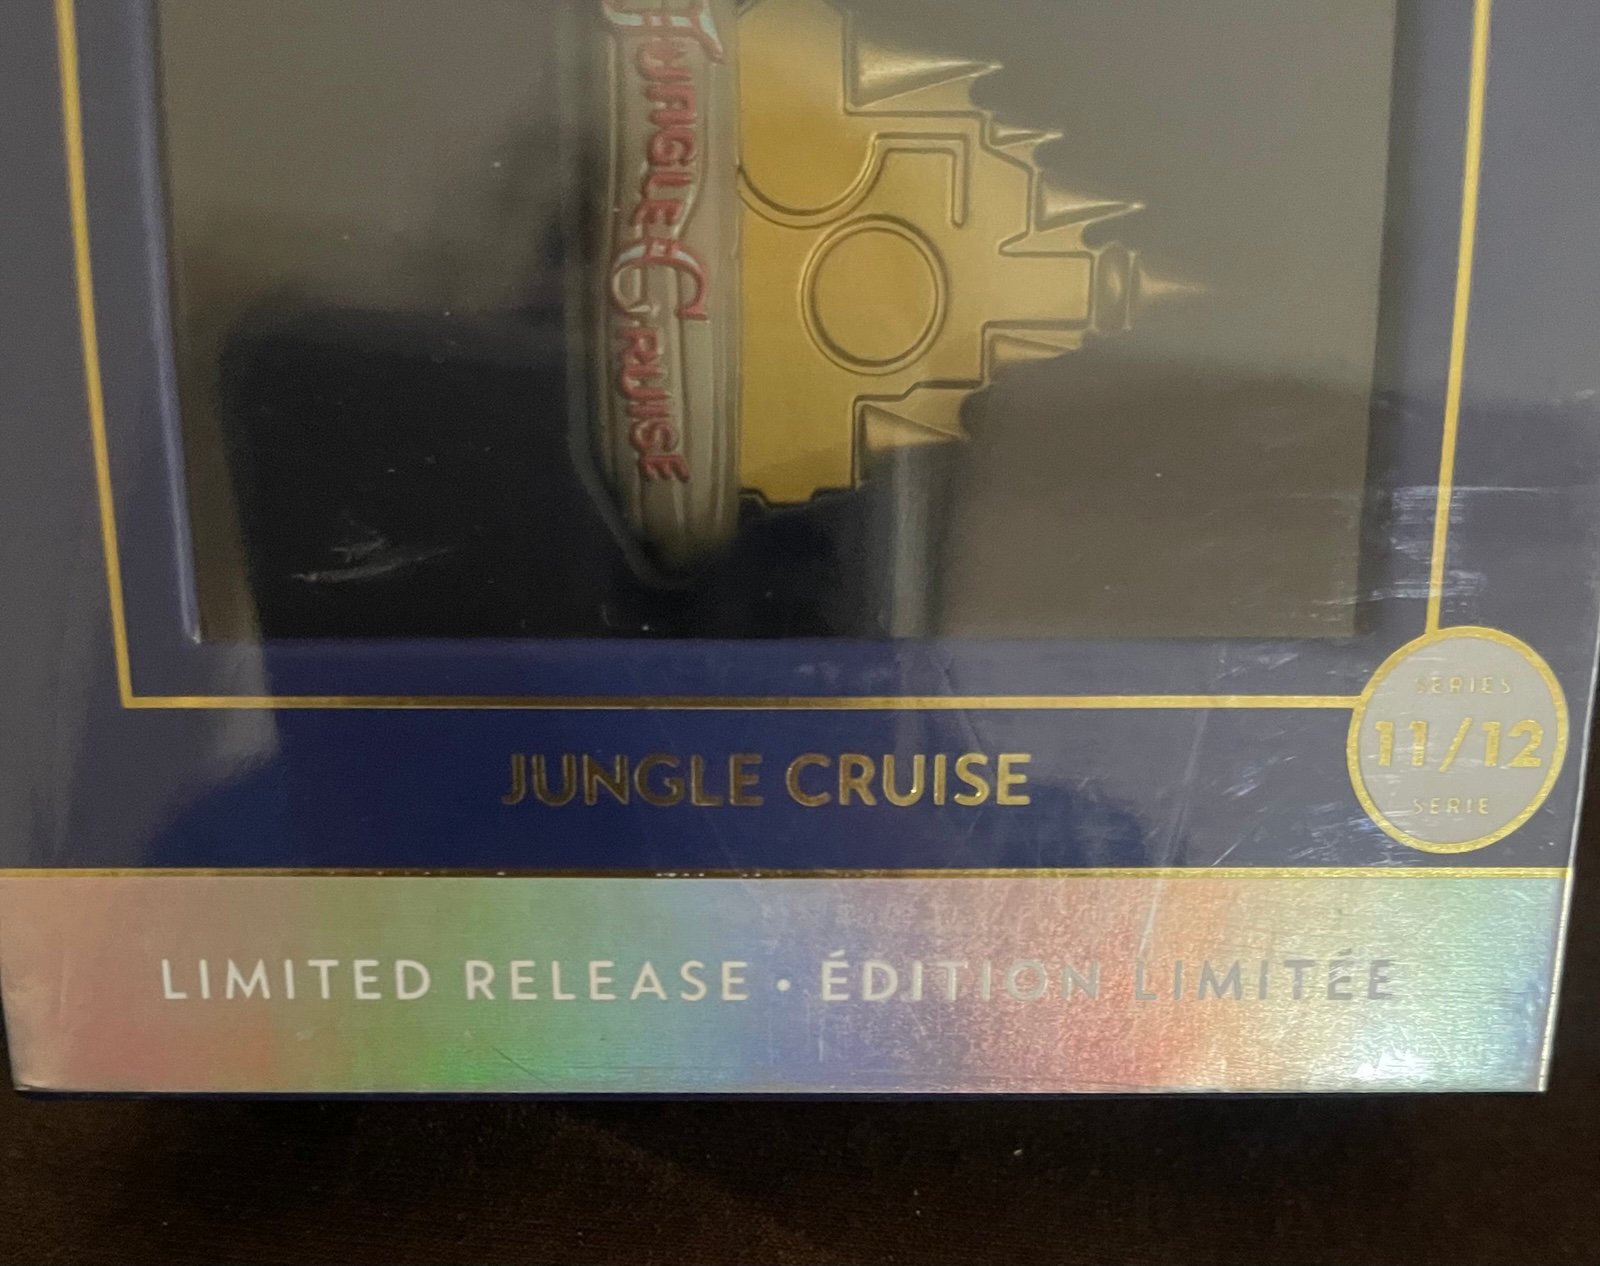 JUNGLE CRUISE
SERIES
11/12
SERIE
JUNGLE CRUISE
LIMITED RELEASE • ÉDITION LIMITÉE